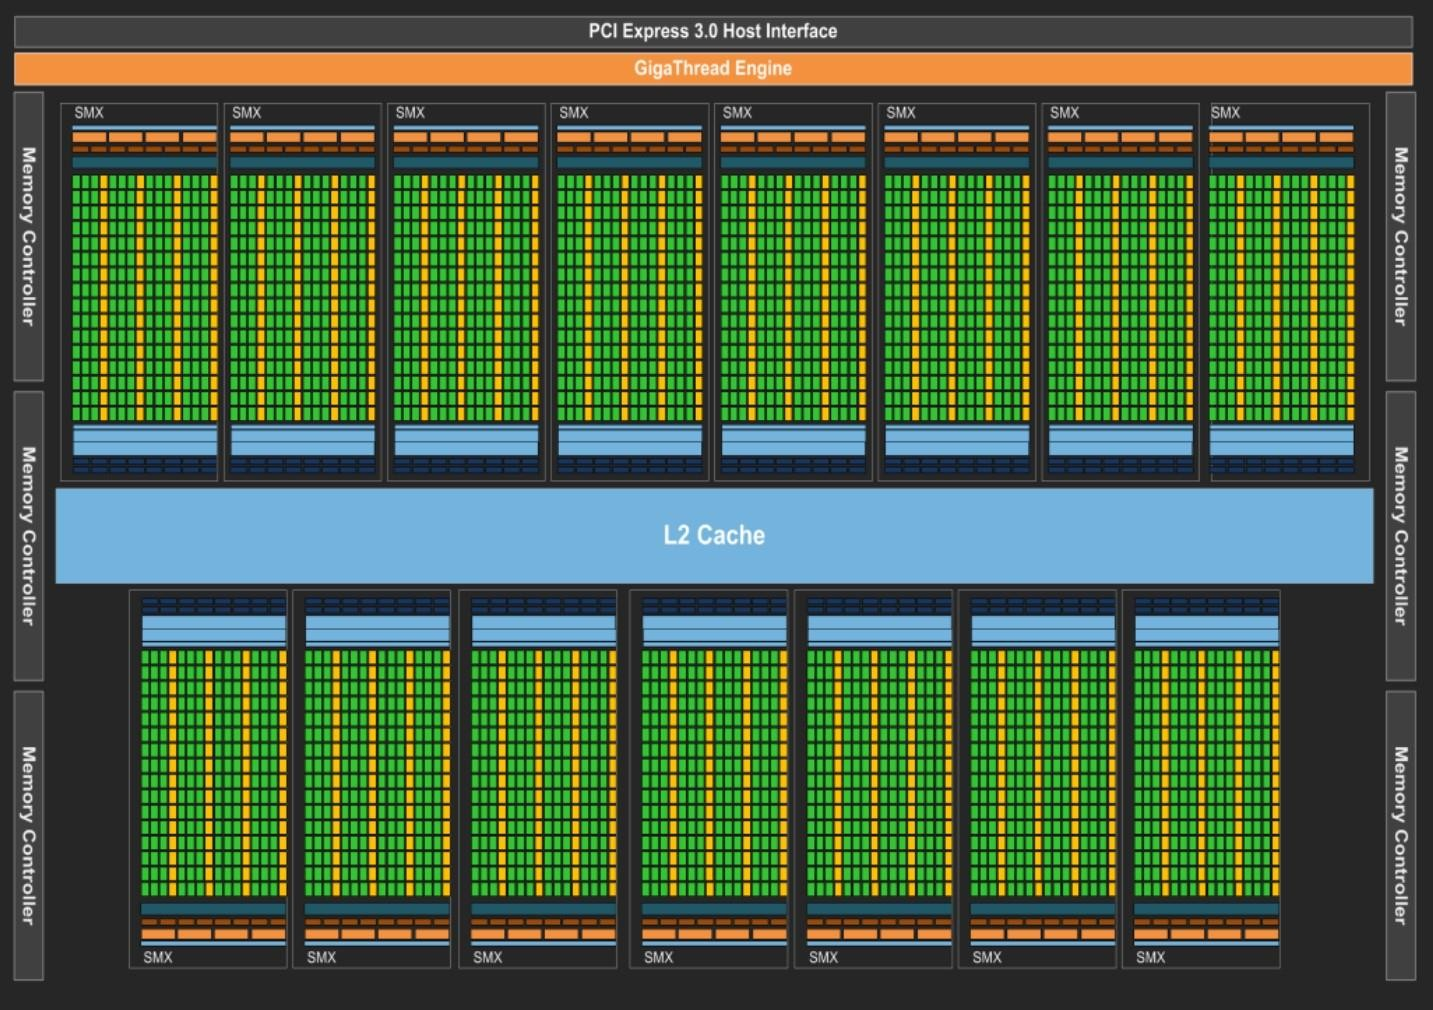 PCI Express 3.0 Host Interface
GigaThread Engine
SMX
SMX
SMX
SMX
SMX
SMX
SMX
SMX
Memory Controller
Memory Controller
Memory Controller
Memory Controller
L2 Cache
Memory Controller
Memory Controller
SMX
SMX
SMX
SMX
SMX
SMX
SMX